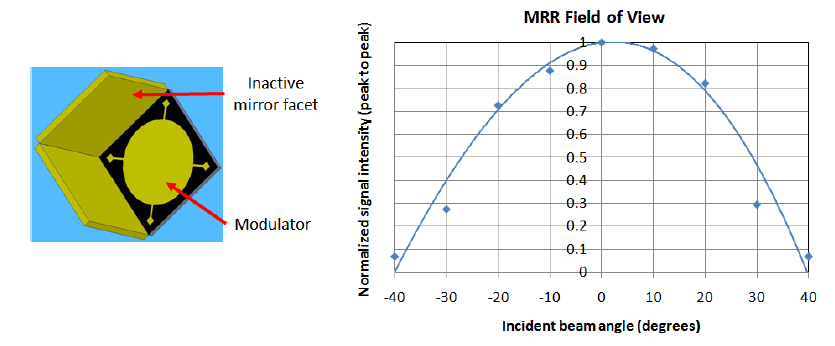 Inactive
mirror facet
Modulator
MRR Field of View
Normalized signal intensity (peak to peak)
1
0.9
0.8
0.7
0.6
0.5
0.4
0.3
0.2
0.1
0
-40 -30 -20 -10 0 10 20 30 40
Incident beam angle (degrees)